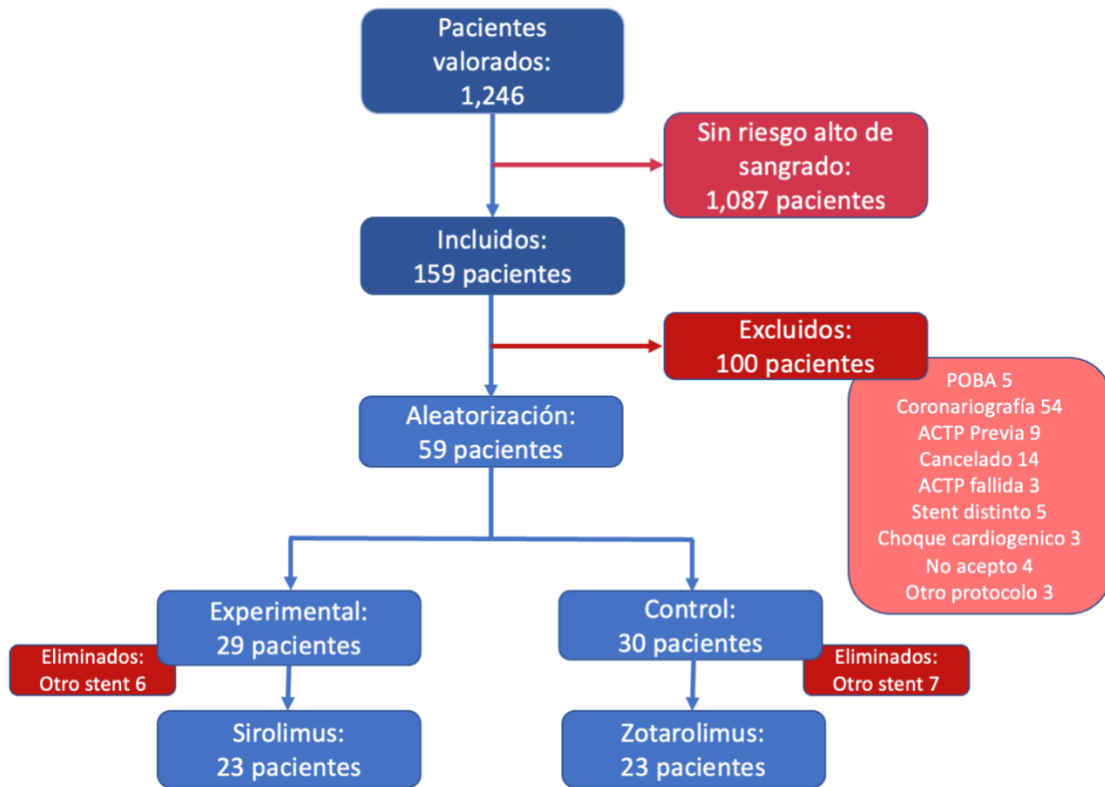 Pacientes
valorados:
1,246
Sin riesgo alto de
sangrado:
1,087 pacientes
Incluidos:
159 pacientes
Excluidos:
100 pacientes
POBA 5
Coronariografía 54
ACTP Previa 9
Cancelado 14
ACTP fallida 3
Stent distinto 5
Choque cardiogenico 3
No acepto 4
Otro protocolo 3
Aleatorización:
59 pacientes
Experimental:
29 pacientes
Control:
30 pacientes
Eliminados:
Otro stent 6
Eliminados:
Otro stent 7
Sirolimus:
23 pacientes
Zotarolimus:
23 pacientes